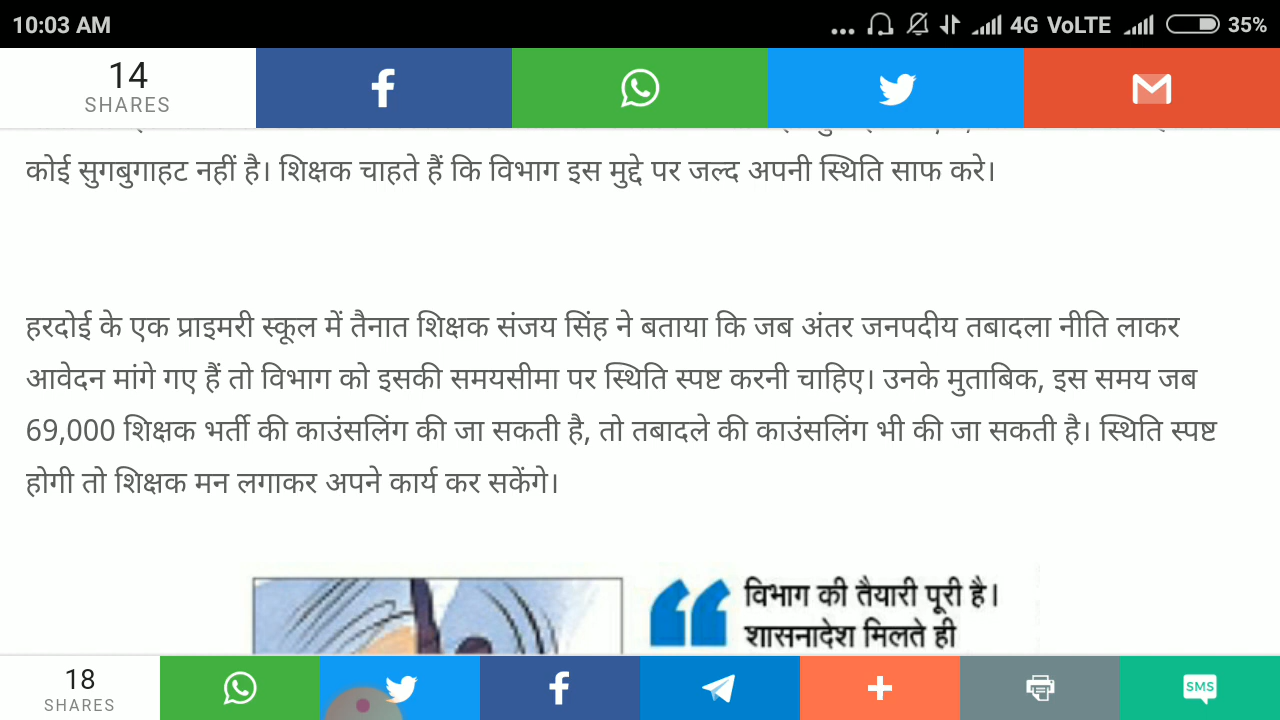 10:03 AM ... 4G VoLTE 35%
14
SHARES
कोई सुगबुगाहट नहीं है। शिक्षक चाहते हैं कि विभाग इस मुद्दे पर जल्द अपनी स्थिति साफ करे।
हरदोई के एक प्राइमरी स्कूल में तैनात शिक्षक संजय सिंह ने बताया कि जब अंतर जनपदीय तबादला नीति लाकर
आवेदन मांगे गए हैं तो विभाग को इसकी समयसीमा पर स्थिति स्पष्ट करनी चाहिए। उनके मुताबिक, इस समय जब
69,000 शिक्षक भर्ती की काउंसलिंग की जा सकती है, तो तबादले की काउंसलिंग भी की जा सकती है। स्थिति स्पष्ट
होगी तो शिक्षक मन लगाकर अपने कार्य कर सकेंगे।
विभाग की तैयारी पूरी है।
शासनादेश मिलते ही
18
SHARES
SMS